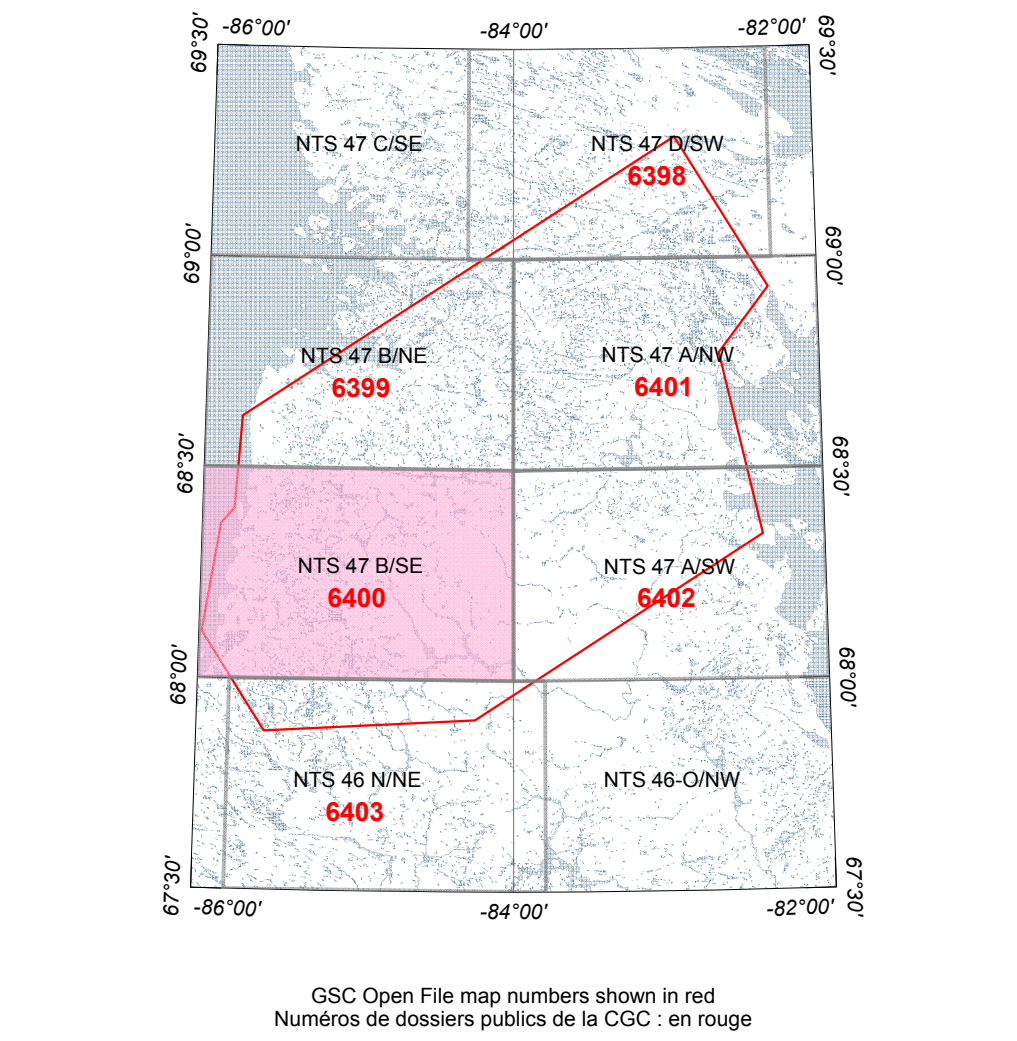 -86°00'
-84°00'
-82°00'
69°30'
69°30'
NTS 47 C/SE
NTS 47 D/SW
6398
69°00'
69°00'
NTS 47 B/NE
6399
NTS 47 A/NW
6401
68°30'
68°30'
NTS 47 B/SE
6400
NTS 47 A/SW
6402
68°00'
68°00'
NTS 46 N/NE
6403
NTS 46-O/NW
67°30'
67°30'
-86°00'
-84°00'
-82°00'
GSC Open File map numbers shown in red
Numéros de dossiers publics de la CGC : en rouge